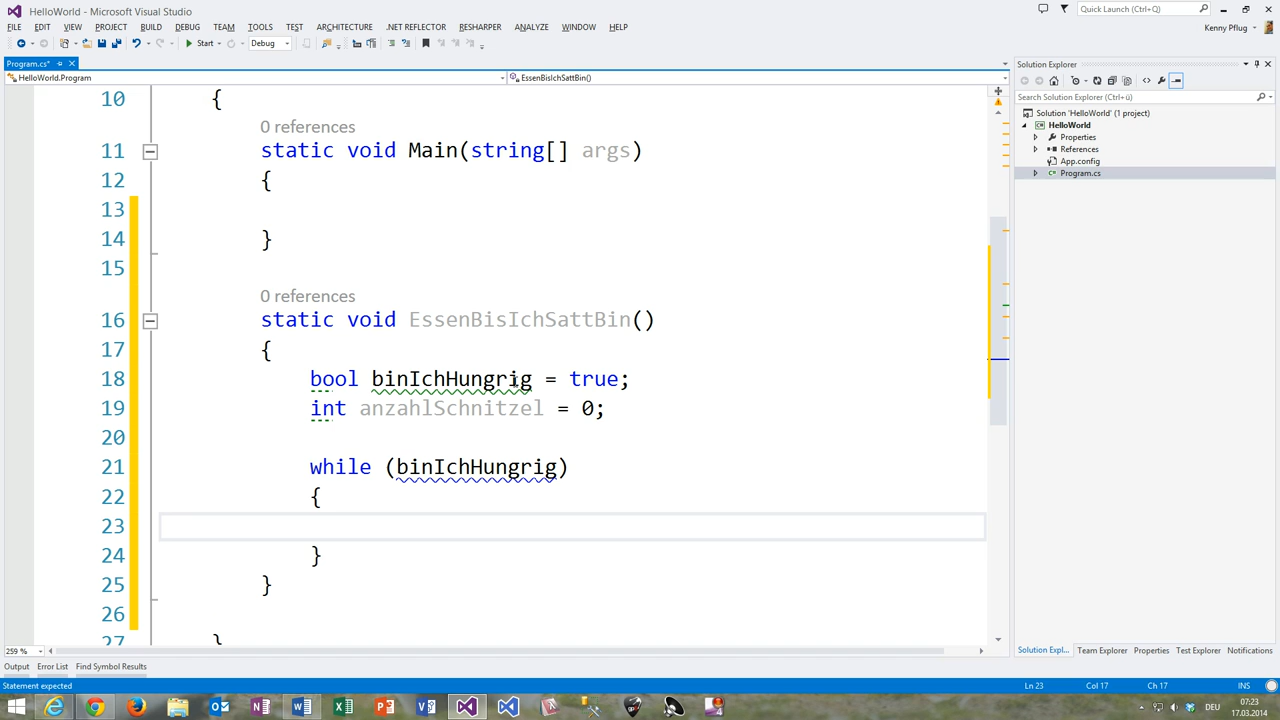 HelloWorld - Microsoft Visual Studio
Quick Launch (Ctrl+Q)
FILE EDIT VIEW PROJECT BUILD DEBUG TEAM TOOLS TEST ARCHITECTURE .NET REFLECTOR RESHARPER ANALYZE WINDOW HELP
Kenny Pflug
Start Debug
Program.cs*
HelloWorld.Program
EssenBisIchSattBin()
10 {
0 references
11 static void Main(string[] args)
12 {
13
14 }
15
0 references
16 static void EssenBisIchSattBin()
17 {
18 bool binIchHungrig = true;
19 int anzahlSchnitzel = 0;
20
21 while (binIchHungrig)
22 {
23
24 }
25 }
26
27 }
259 %
Solution Explorer
Search Solution Explorer (Ctrl+ü)
Solution 'HelloWorld' (1 project)
HelloWorld
Properties
References
App.config
Program.cs
Solution Expl... Team Explorer Properties Test Explorer Notifications
Output Error List Find Symbol Results
Statement expected
Ln 23 Col 17 Ch 17 INS
DEU
07:23
17.03.2014